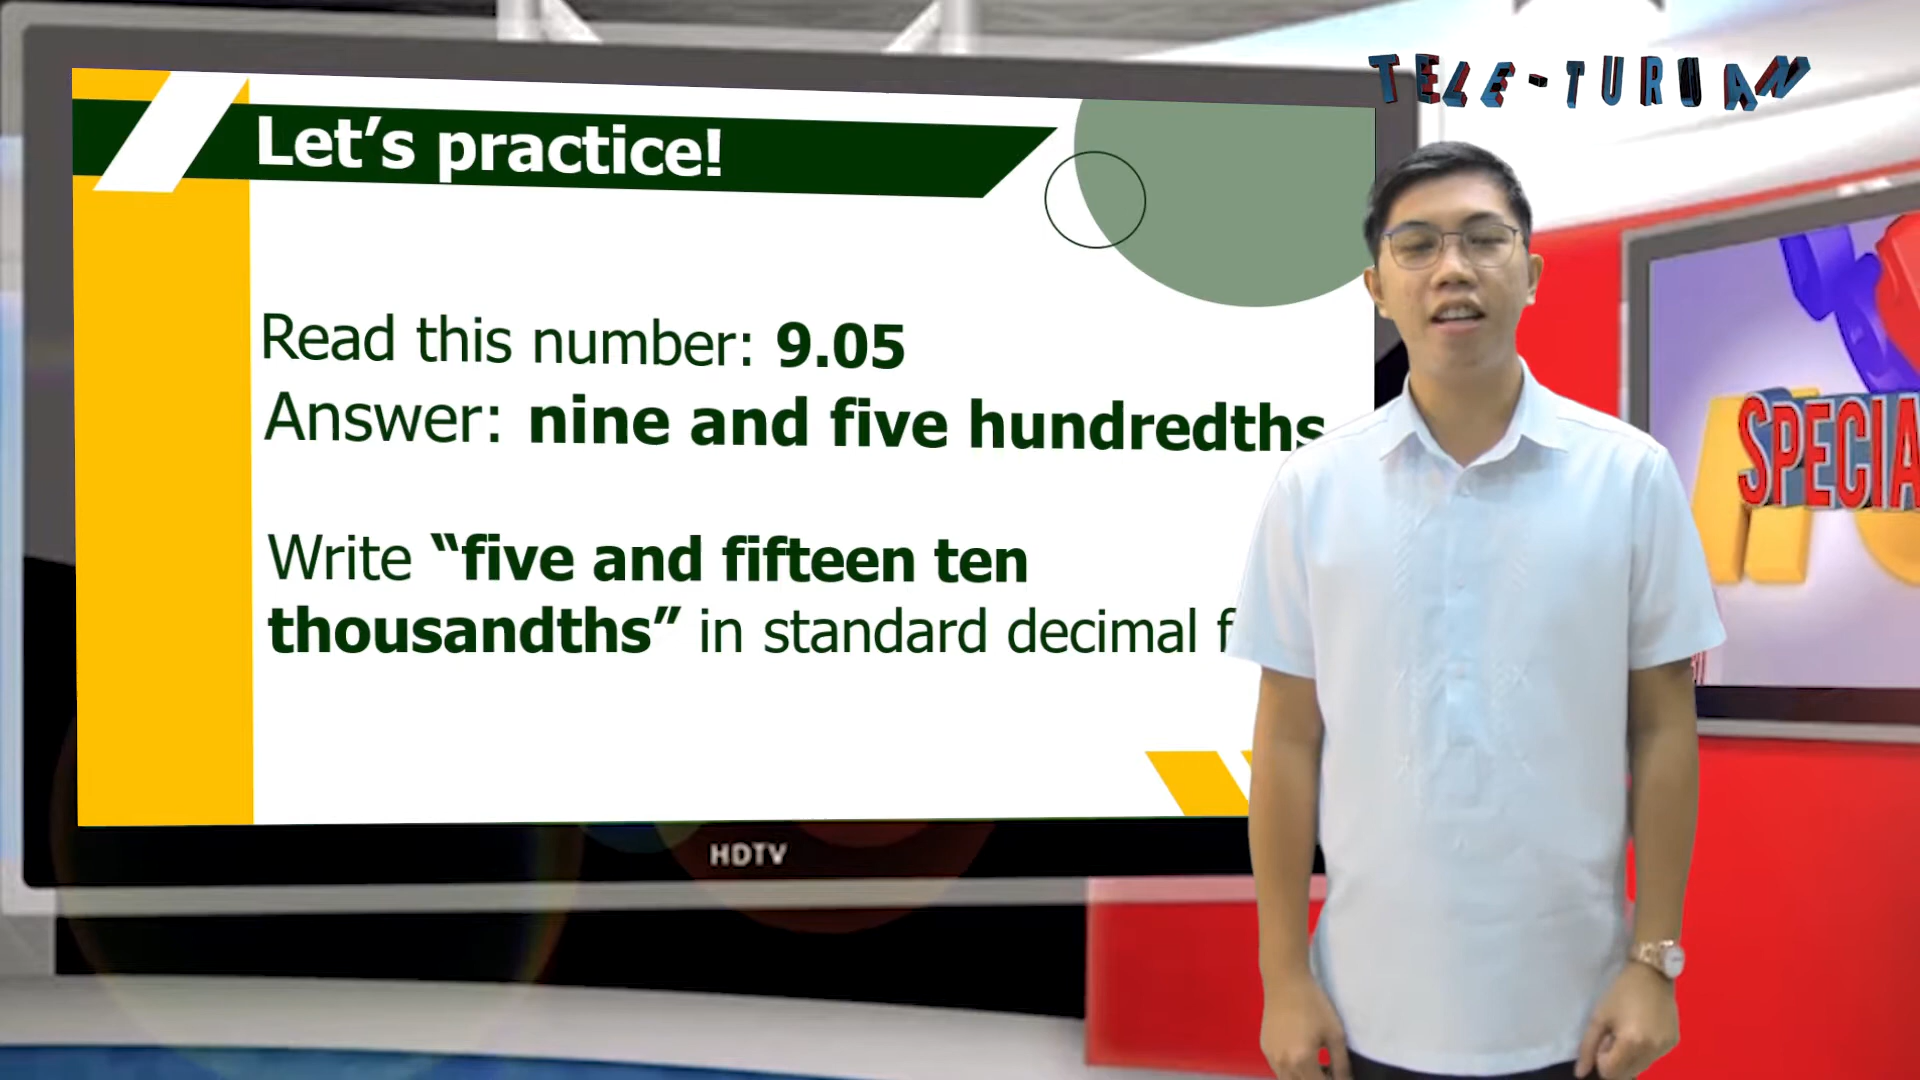 TELE-TURUAN
Let's practice!
Read this number: 9.05
Answer: nine and five hundredths
Write “five and fifteen ten
thousandths” in standard decimal f
SPECIA
HDTV